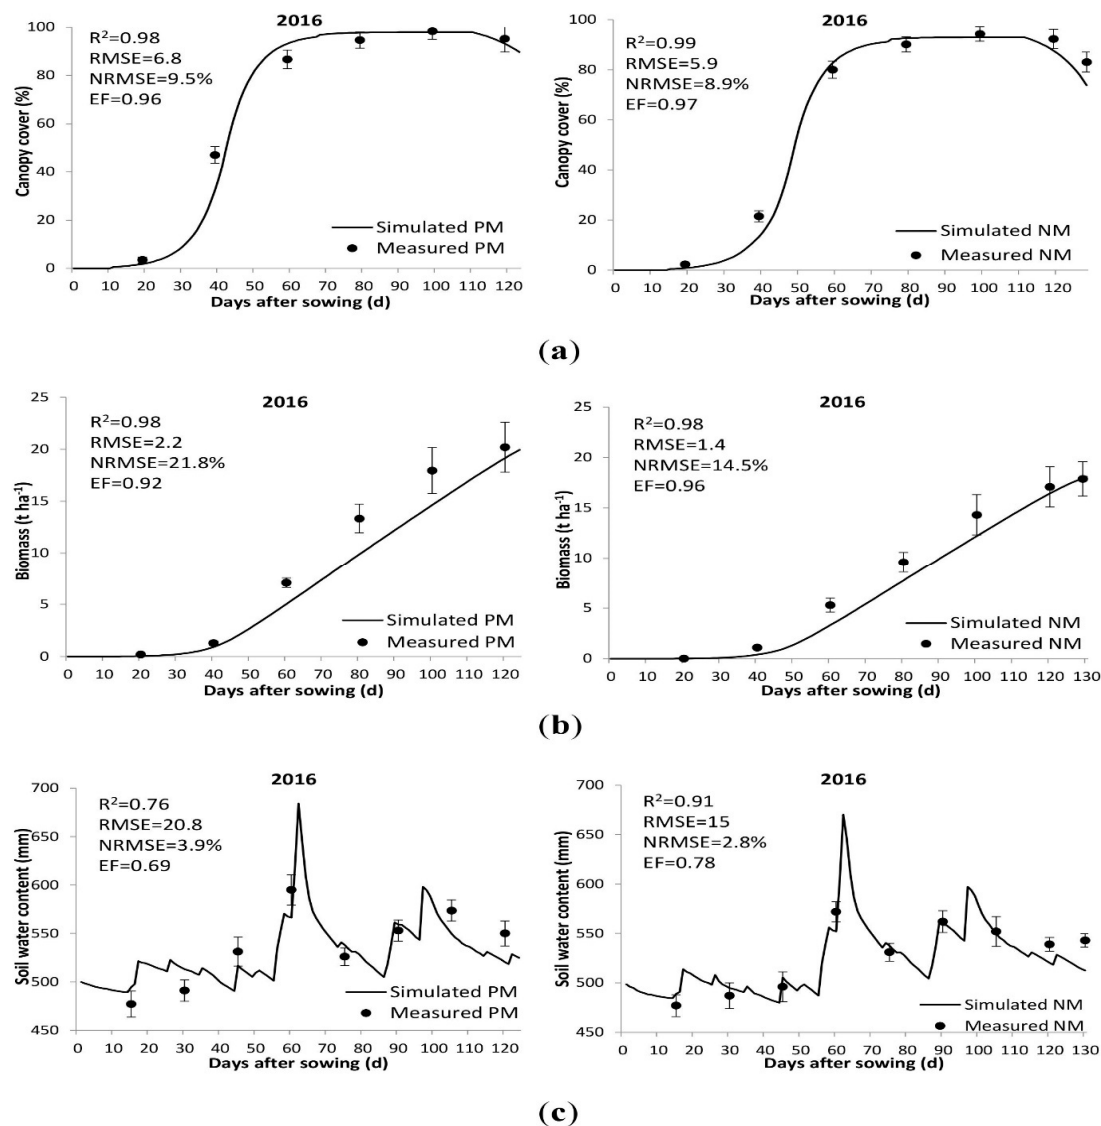 2016
R²=0.98
RMSE=6.8
NRMSE=9.5%
EF=0.96
Canopy cover (%)
100
80
60
40
20
0
Simulated PM
Measured PM
0 10 20 30 40 50 60 70 80 90 100 110 120
Days after sowing (d)
2016
R²=0.99
RMSE=5.9
NRMSE=8.9%
EF=0.97
Canopy cover (%)
100
80
60
40
20
0
Simulated NM
Measured NM
0 10 20 30 40 50 60 70 80 90 100 110 120
Days after sowing (d)
(a)
2016
R²=0.98
RMSE=2.2
NRMSE=21.8%
EF=0.92
Biomass (t ha⁻¹)
25
20
15
10
5
0
Simulated PM
Measured PM
0 10 20 30 40 50 60 70 80 90 100 110 120
Days after sowing (d)
2016
R²=0.98
RMSE=1.4
NRMSE=14.5%
EF=0.96
Biomass (t ha⁻¹)
25
20
15
10
5
0
Simulated NM
Measured NM
0 10 20 30 40 50 60 70 80 90 100 110 120 130
Days after sowing (d)
(b)
2016
R²=0.76
RMSE=20.8
NRMSE=3.9%
EF=0.69
Soil water content (mm)
700
650
600
550
500
450
Simulated PM
Measured PM
0 10 20 30 40 50 60 70 80 90 100 110 120
Days after sowing (d)
2016
R²=0.91
RMSE=15
NRMSE=2.8%
EF=0.78
Soil water content (mm)
700
650
600
550
500
450
Simulated NM
Measured NM
0 10 20 30 40 50 60 70 80 90 100 110 120 130
Days after sowing (d)
(c)